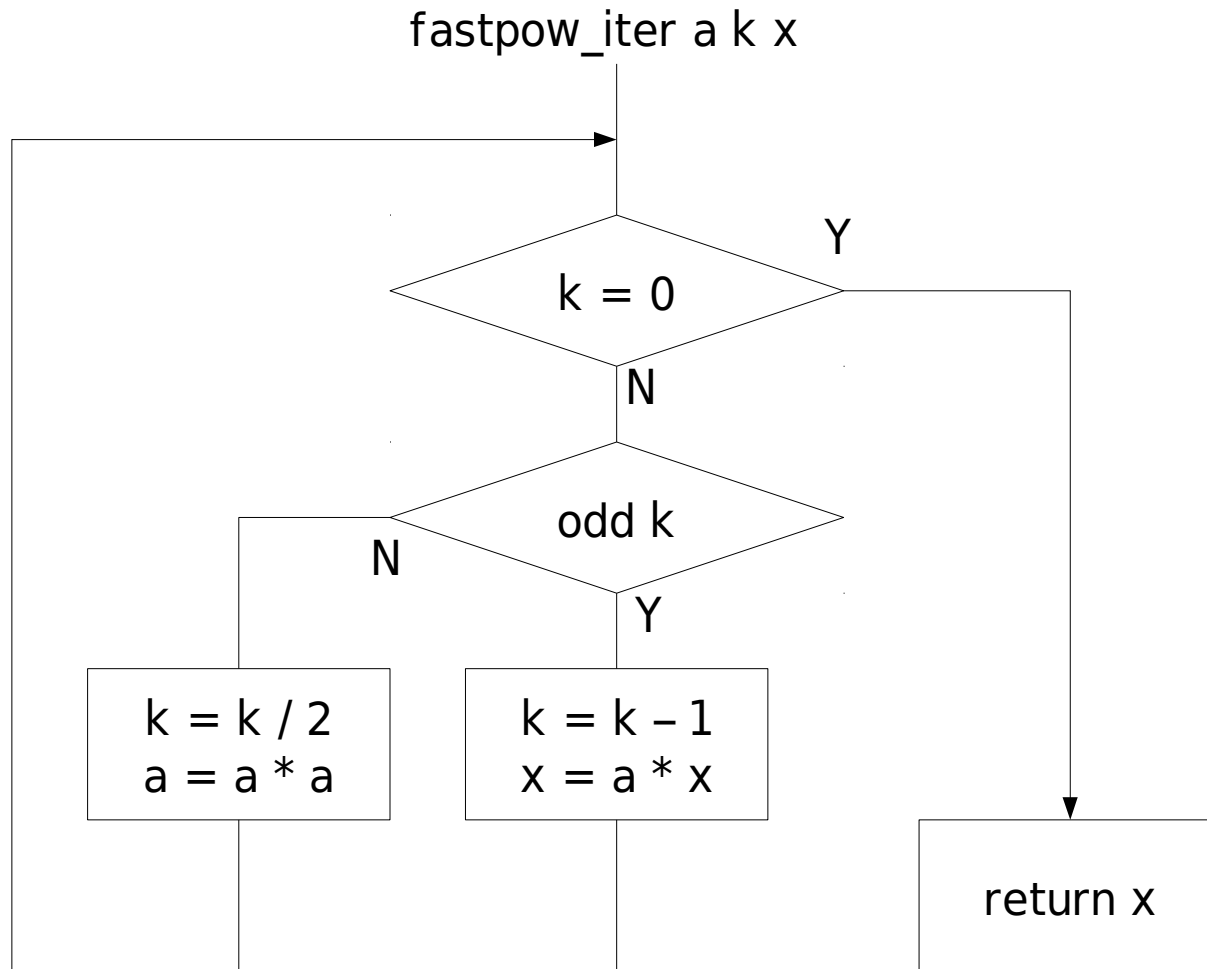 fastpow_iter a k x
Y
k = 0
N
odd k
N
Y
k = k / 2
a = a * a
k = k – 1
x = a * x
return x